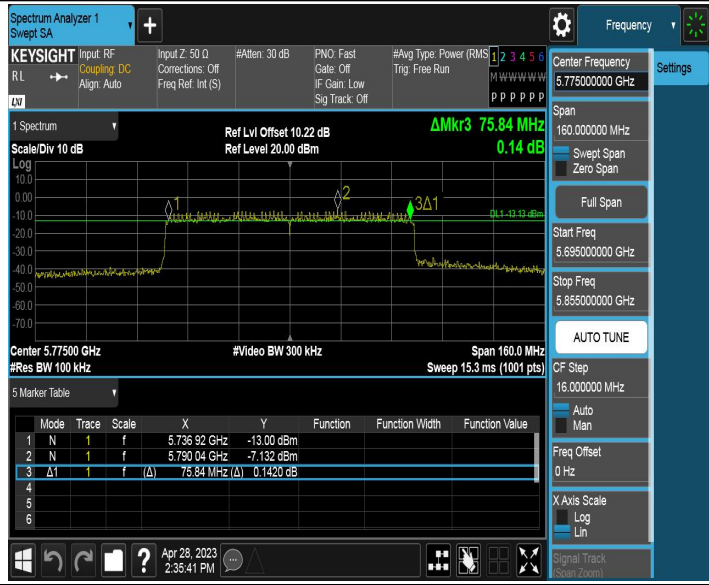 Spectrum Analyzer 1
Swept SA
Frequency
KEYSIGHT Input: RF Input Z: 50 Ω #Atten: 30 dB PNO: Fast #Avg Type: Power (RMS 1 2 3 4 5 6
RL Coupling: DC Corrections: Off Gate: Off Trig: Free Run
Align: Auto Freq Ref: Int (S) IF Gain: Low M W W W W W
LXI Sig Track: Off P P P P P P
1 Spectrum
Ref Lvl Offset 10.22 dB ΔMkr3 75.84 MHz
Scale/Div 10 dB Ref Level 20.00 dBm 0.14 dB
Log
10.0
0.00
-10.0
-20.0
-30.0
-40.0
-50.0
-60.0
-70.0
1
2
3Δ1
DL1 -13.13 dBm
Center 5.77500 GHz #Video BW 300 kHz Span 160.0 MHz
#Res BW 100 kHz Sweep 15.3 ms (1001 pts)
5 Marker Table
Mode Trace Scale X Y Function Function Width Function Value
1 N 1 f 5.736 92 GHz -13.00 dBm
2 N 1 f 5.790 04 GHz -7.132 dBm
3 Δ1 1 f (Δ) 75.84 MHz (Δ) 0.1420 dB
4
5
6
Apr 28, 2023
2:35:41 PM
Center Frequency
5.775000000 GHz
Settings
Span
160.000000 MHz
Swept Span
Zero Span
Full Span
Start Freq
5.695000000 GHz
Stop Freq
5.855000000 GHz
AUTO TUNE
CF Step
16.000000 MHz
Auto
Man
Freq Offset
0 Hz
X Axis Scale
Log
Lin
Signal Track
(Span Zoom)